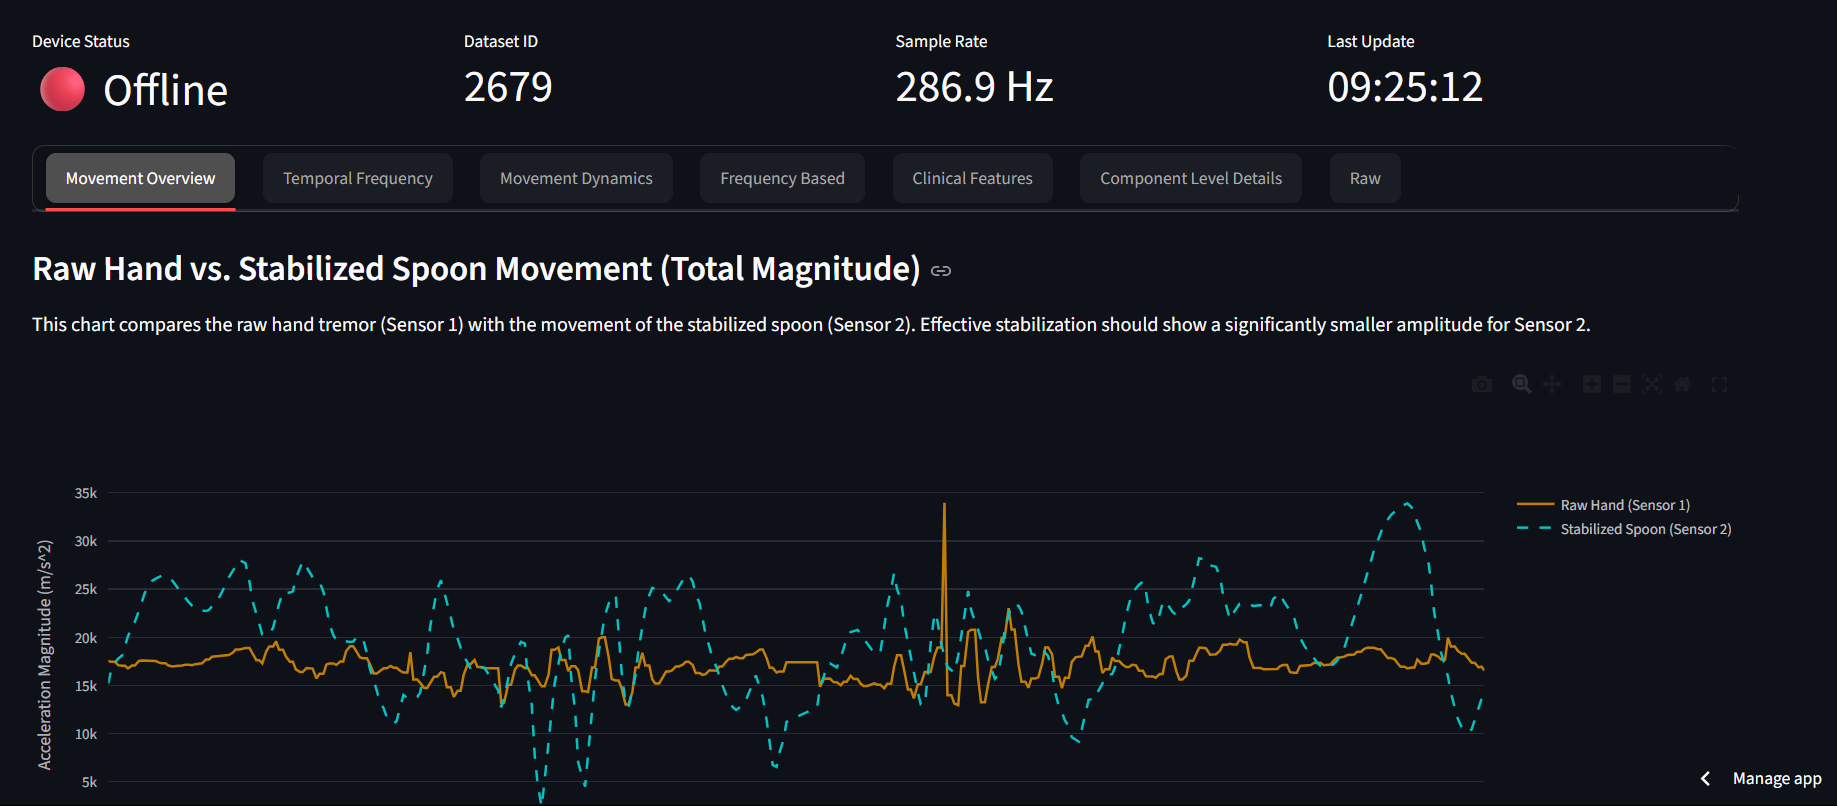 Device Status
Dataset ID
Sample Rate
Last Update
Offline
2679
286.9 Hz
09:25:12
Movement Overview
Temporal Frequency
Movement Dynamics
Frequency Based
Clinical Features
Component Level Details
Raw
Raw Hand vs. Stabilized Spoon Movement (Total Magnitude)
This chart compares the raw hand tremor (Sensor 1) with the movement of the stabilized spoon (Sensor 2). Effective stabilization should show a significantly smaller amplitude for Sensor 2.
35k
30k
25k
20k
15k
10k
5k
Acceleration Magnitude (m/s^2)
Raw Hand (Sensor 1)
Stabilized Spoon (Sensor 2)
Manage app